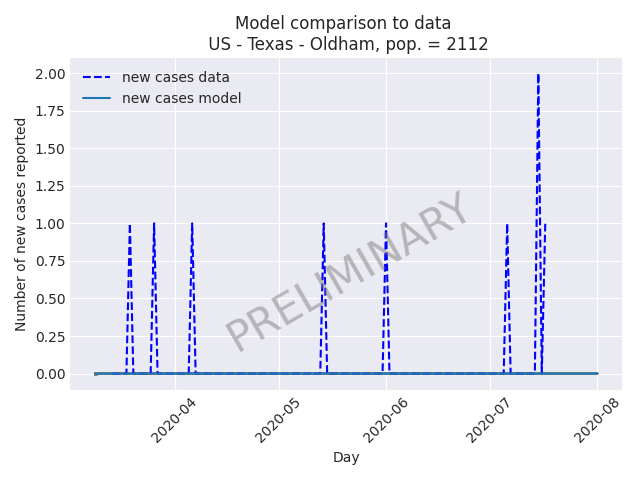 Model comparison to data
US - Texas - Oldham, pop. = 2112
Number of new cases reported
2.00
1.75
1.50
1.25
1.00
0.75
0.50
0.25
0.00
new cases data
new cases model
PRELIMINARY
2020-04
2020-05
2020-06
2020-07
2020-08
Day